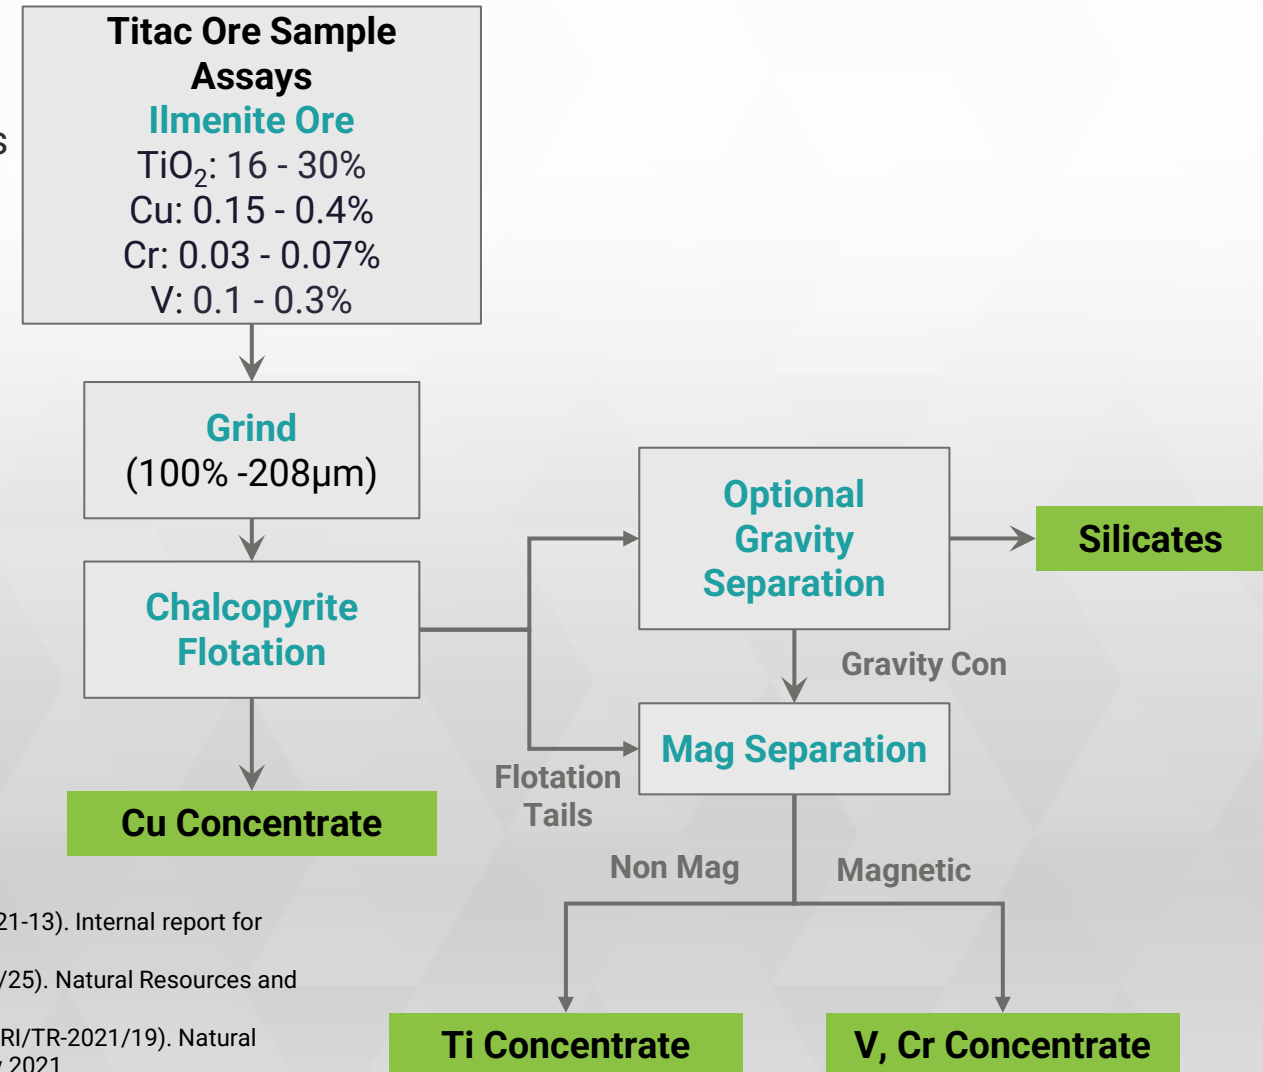 Titac Ore Sample
Assays
Ilmenite Ore
TiO₂: 16 - 30%
Cu: 0.15 - 0.4%
Cr: 0.03 - 0.07%
V: 0.1 - 0.3%
s
Grind
(100% -208µm)
Chalcopyrite
Flotation
Optional
Gravity
Separation
Silicates
Gravity Con
Mag Separation
Flotation
Tails
Cu Concentrate
Non Mag
Magnetic
21-13). Internal report for
/25). Natural Resources and
RI/TR-2021/19). Natural
2021
Ti Concentrate
V, Cr Concentrate